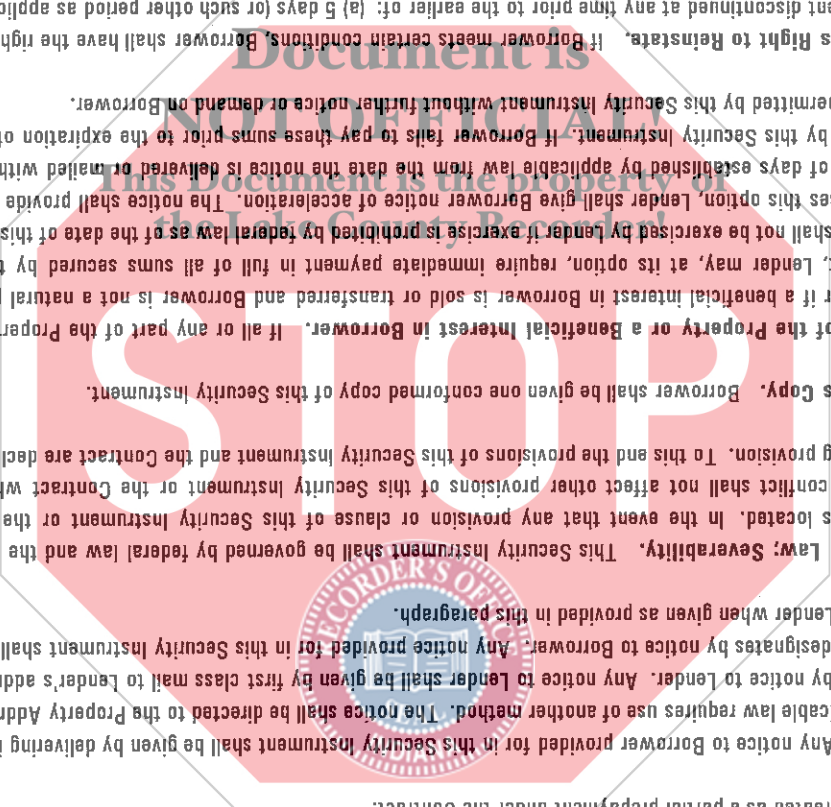 reated as a partial prepayment under the Contract.
Any notice to Borrower provided for in this Security Instrument shall be given by delivering i
licable law requires use of another method. The notice shall be directed to the Property Addr
by notice to Lender. Any notice to Lender shall be given by first class mail to Lender's addr
designates by notice to Borrower. Any notice provided for in this Security Instrument shall
Lender when given as provided in this paragraph.
Law; Severability. This Security Instrument shall be governed by federal law and the
s located. In the event that any provision or clause of this Security Instrument or the
conflict shall not affect other provisions of this Security Instrument or the Contract wh
g provision. To this end the provisions of this Security Instrument and the Contract are decl
s Copy. Borrower shall be given one conformed copy of this Security Instrument.
of the Property or a Beneficial Interest in Borrower. If all or any part of the Proper
r if a beneficial interest in Borrower is sold or transferred and Borrower is not a natural
t, Lender may, at its option, require immediate payment in full of all sums secured by t
shall not be exercised by Lender if exercise is prohibited by federal law as of the date of this
ses this option, Lender shall give Borrower notice of acceleration. The notice shall provide
of days established by applicable law from the date the notice is delivered or mailed with
by this Security Instrument. If Borrower fails to pay these sums prior to the expiration of
ermitted by this Security Instrument without further notice or demand on Borrower.
s Right to Reinstate. If Borrower meets certain conditions, Borrower shall have the righ
ent discontinued at any time prior to the earlier of: (a) 5 days (or such other period as applic
Document is
NOT OFFICIAL!
This Document is the property of
the Lake County Recorder!
STOP
RECORDER'S OFFICE
INDIANA